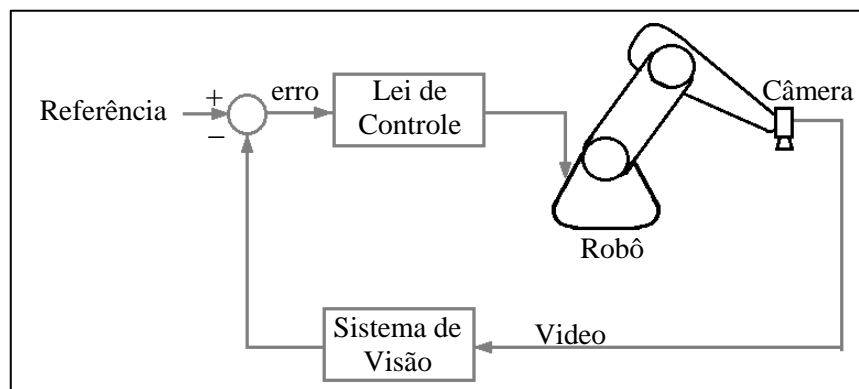 Referência
+
−
erro
Lei de
Controle
Câmera
Robô
Sistema de
Visão
Video